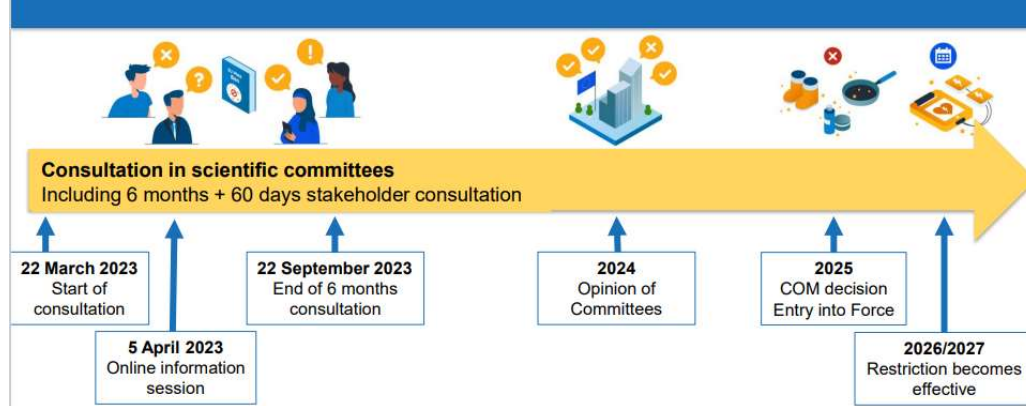 Consultation in scientific committees
Including 6 months + 60 days stakeholder consultation
22 March 2023
Start of
consultation
5 April 2023
Online information
session
22 September 2023
End of 6 months
consultation
2024
Opinion of
Committees
2025
COM decision
Entry into Force
2026/2027
Restriction becomes
effective